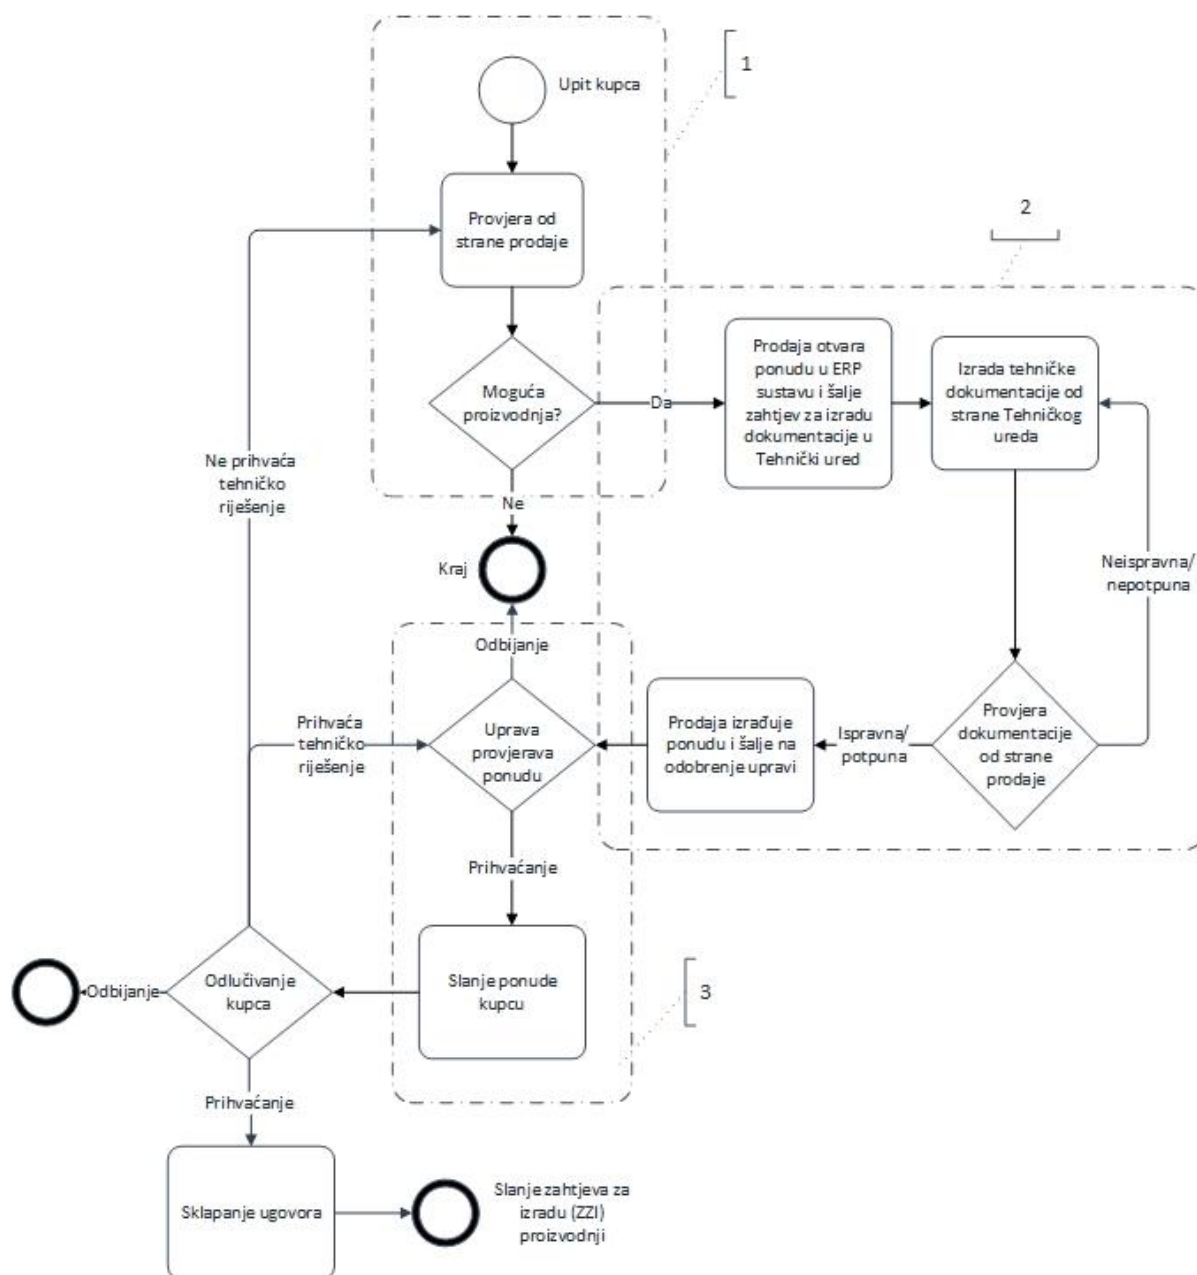 1
Upit kupca
Provjera od
strane prodaje
2
Moguća
proizvodnja?
Da
Prodaja otvara
ponudu u ERP
sustavu i šalje
zahtjev za izradu
dokumentacije u
Tehnički ured
Izrada tehničke
dokumentacije od
strane Tehničkog
ureda
Ne prihvaća
tehničko
riješenje
Ne
Kraj
Neispravna/
nepotpuna
Odbijanje
Prihvaća
tehničko
riješenje
Uprava
provjerava
ponudu
Prodaja izrađuje
ponudu i šalje na
odobrenje upravi
Ispravna/
potpuna
Provjera
dokumentacije
od strane
prodaje
Prihvaćanje
Odbijanje
Odlučivanje
kupca
Slanje ponude
kupcu
3
Prihvaćanje
Sklapanje ugovora
Slanje zahtjeva za
izradu (ZZI)
proizvodnji